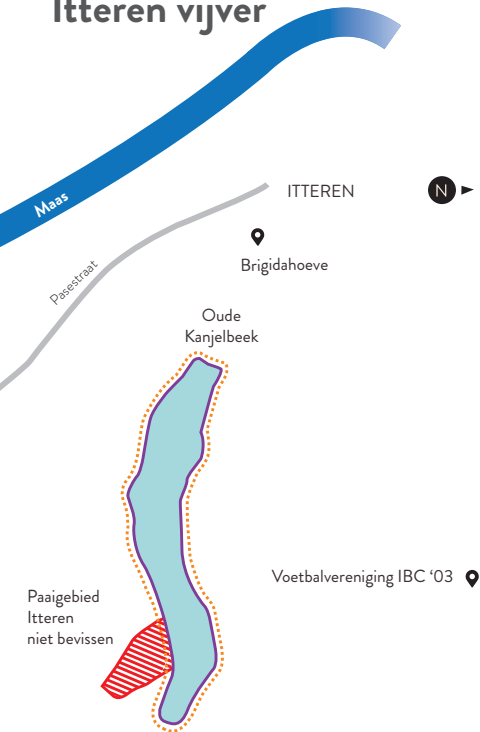 Itteren vijver
Maas
ITTEREN
N
Pasestraat
Brigidahoeve
Oude
Kanjelbeek
Voetbalvereniging IBC ‘03
Paaigebied
Itteren
niet bevissen